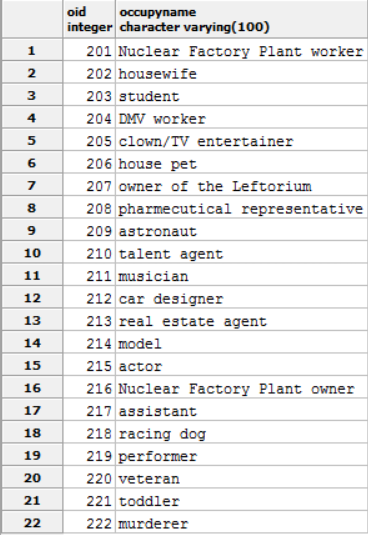 oid occupyname
integer character varying(100)
1 201 Nuclear Factory Plant worker
2 202 housewife
3 203 student
4 204 DMV worker
5 205 clown/TV entertainer
6 206 house pet
7 207 owner of the Leftorium
8 208 pharmecutical representative
9 209 astronaut
10 210 talent agent
11 211 musician
12 212 car designer
13 213 real estate agent
14 214 model
15 215 actor
16 216 Nuclear Factory Plant owner
17 217 assistant
18 218 racing dog
19 219 performer
20 220 veteran
21 221 toddler
22 222 murderer